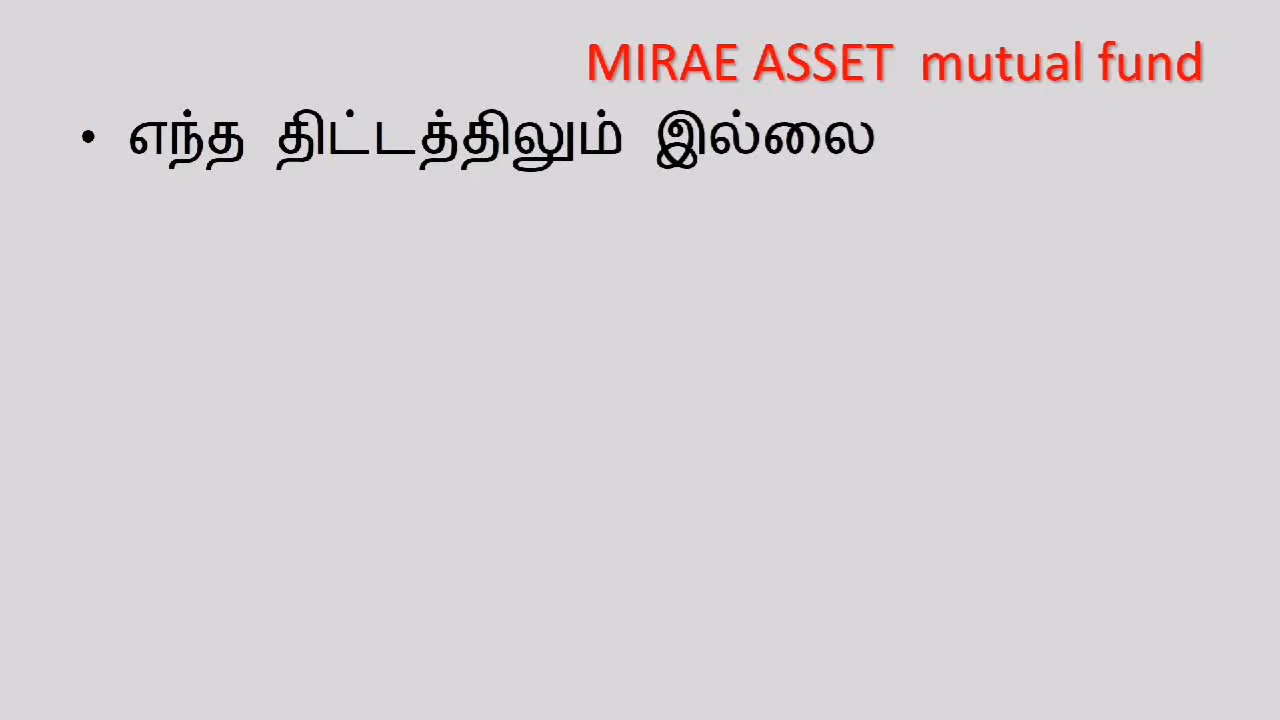 MIRAE ASSET mutual fund
• எந்த திட்டத்திலும் இல்லை